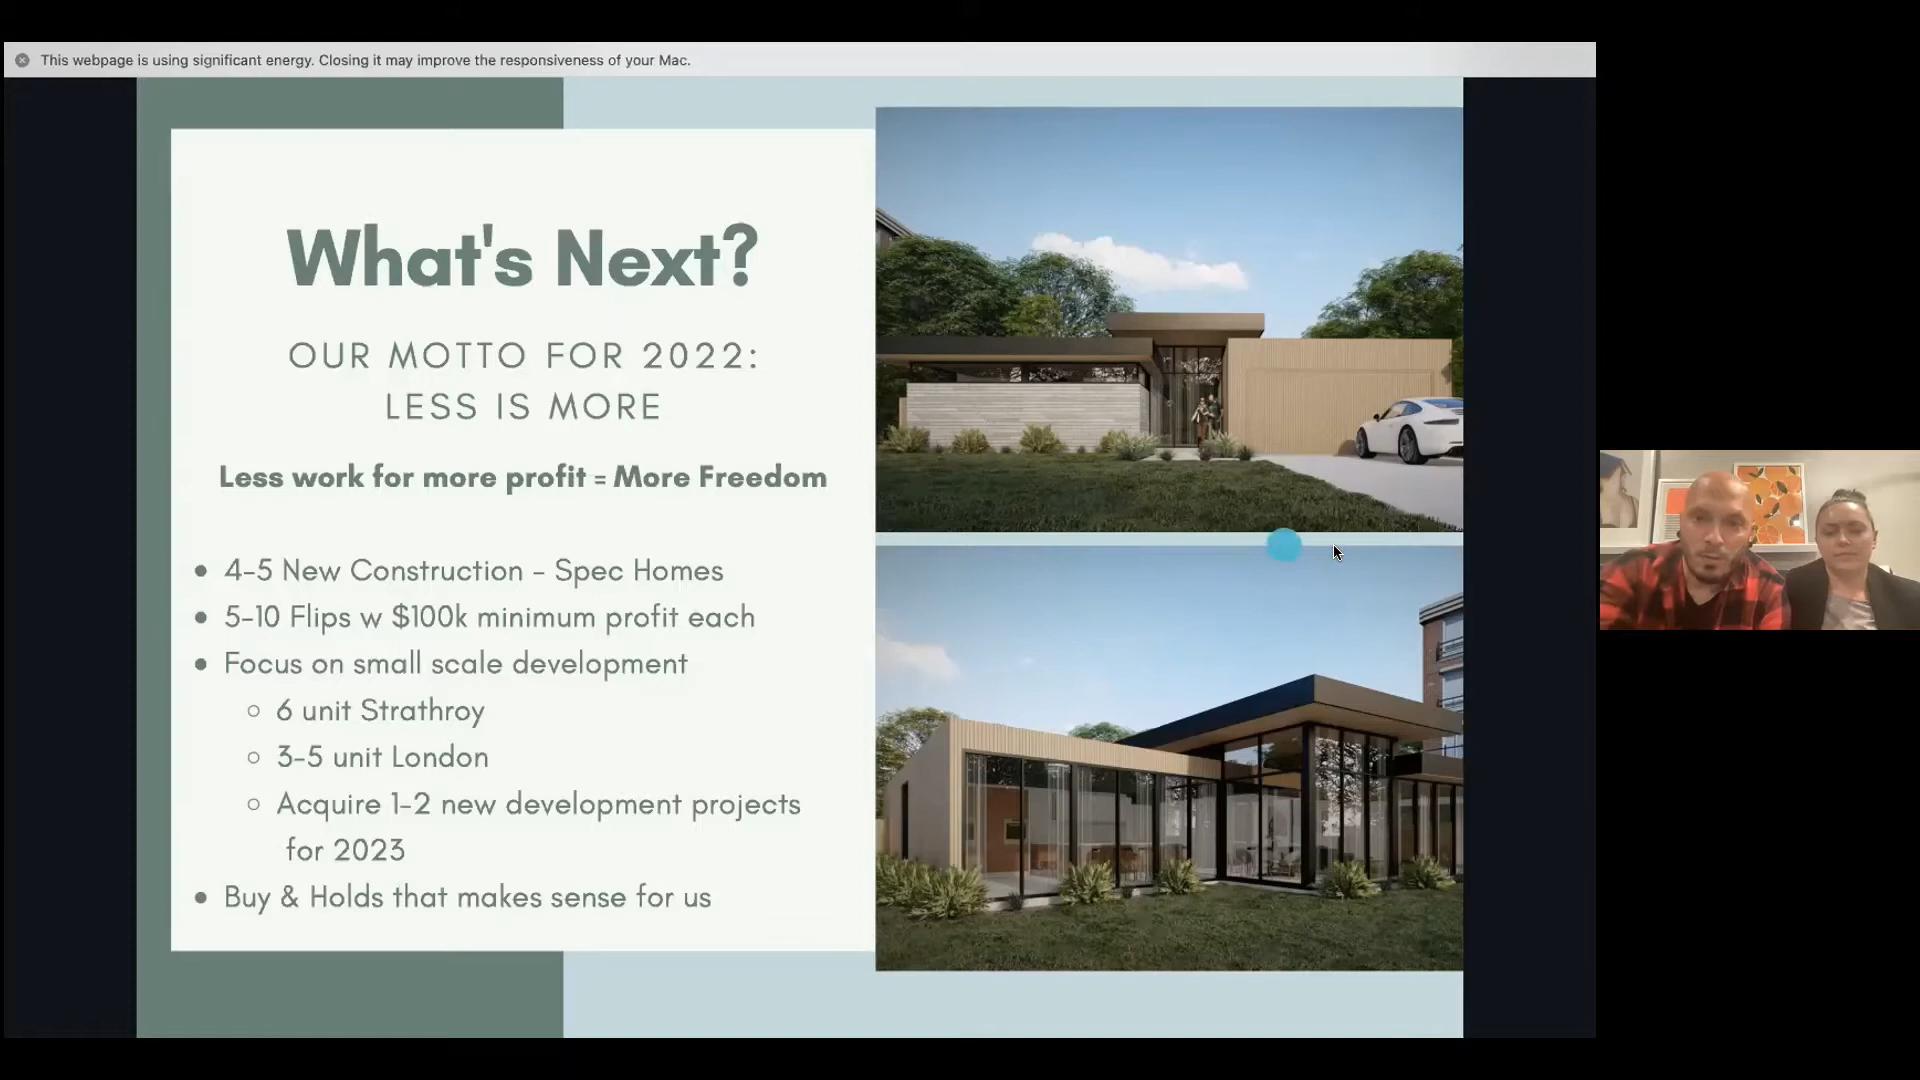 This webpage is using significant energy. Closing it may improve the responsiveness of your Mac.
What's Next?
OUR MOTTO FOR 2022:
LESS IS MORE
Less work for more profit = More Freedom
• 4-5 New Construction - Spec Homes
• 5-10 Flips w $100k minimum profit each
• Focus on small scale development
○ 6 unit Strathroy
○ 3-5 unit London
○ Acquire 1-2 new development projects
for 2023
• Buy & Holds that makes sense for us